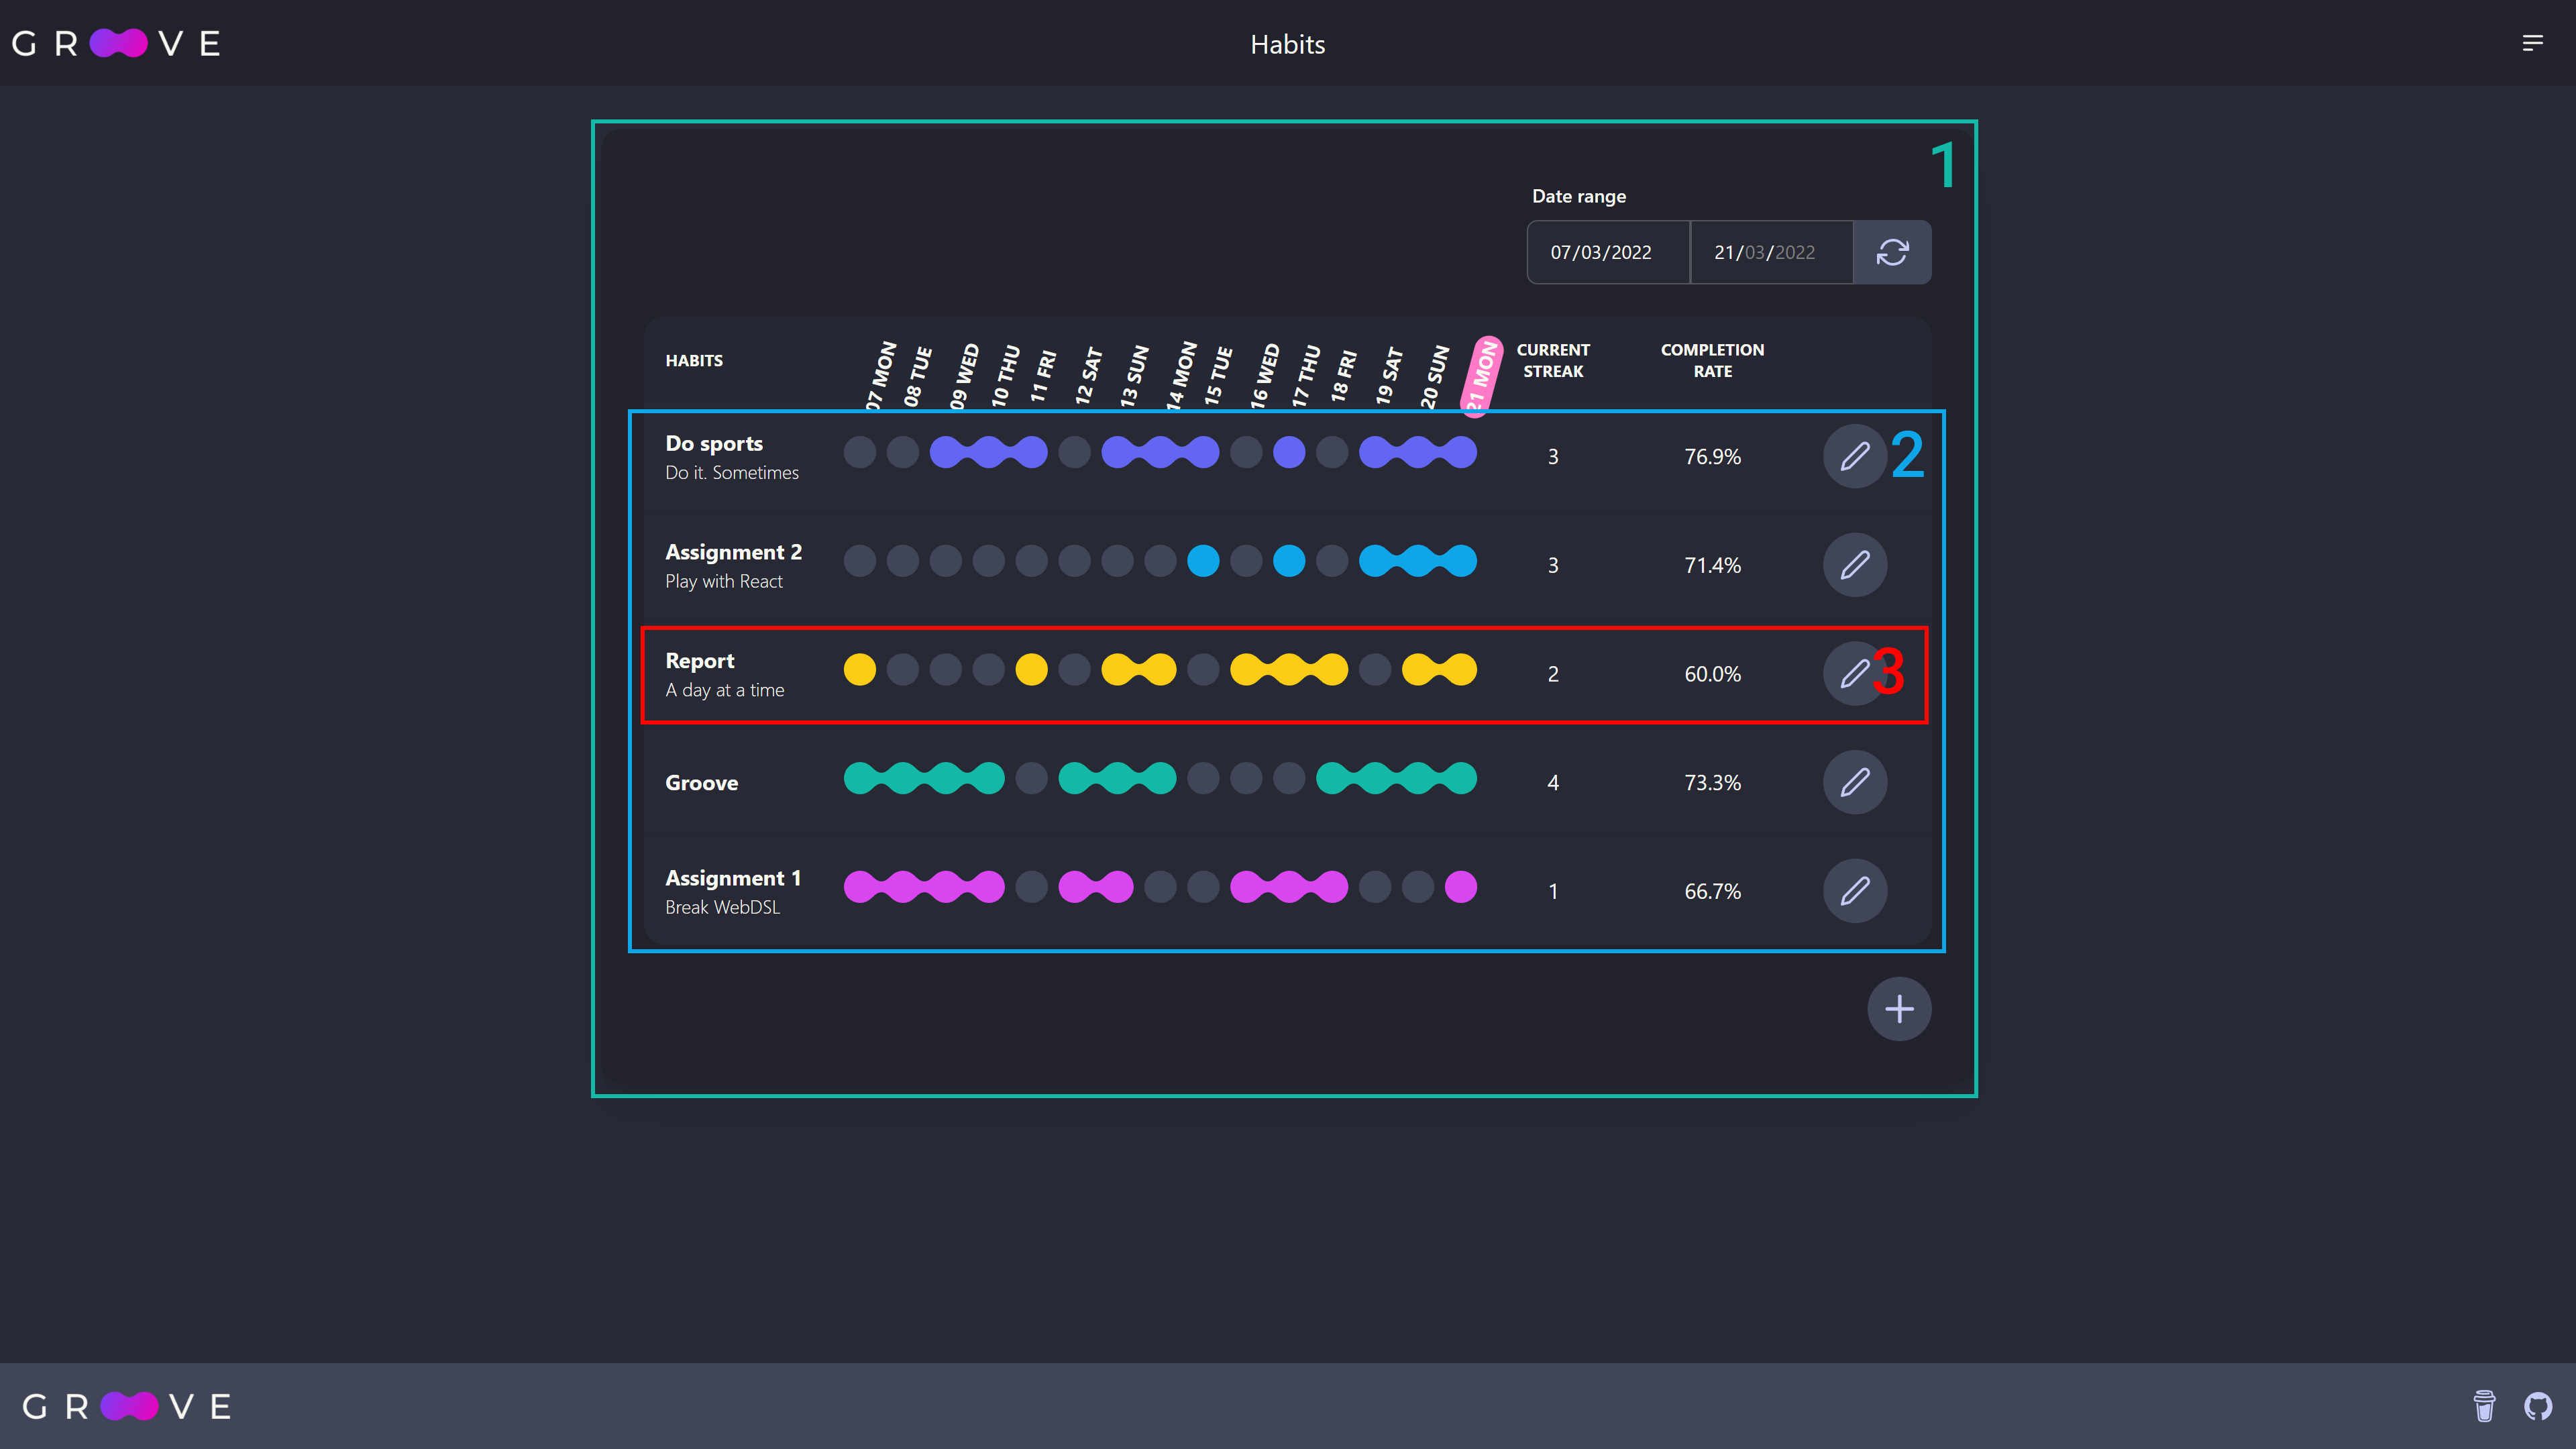 GROOVE
Habits
1
Date range
07/03/2022 21/03/2022
HABITS 07 MON 08 TUE 09 WED 10 THU 11 FRI 12 SAT 13 SUN 14 MON 15 TUE 16 WED 17 THU 18 FRI 19 SAT 20 SUN 21 MON CURRENT STREAK COMPLETION RATE
Do sports
Do it. Sometimes
3 76.9% 2
Assignment 2
Play with React
3 71.4%
Report
A day at a time
2 60.0% 3
Groove
4 73.3%
Assignment 1
Break WebDSL
1 66.7%
GROOVE